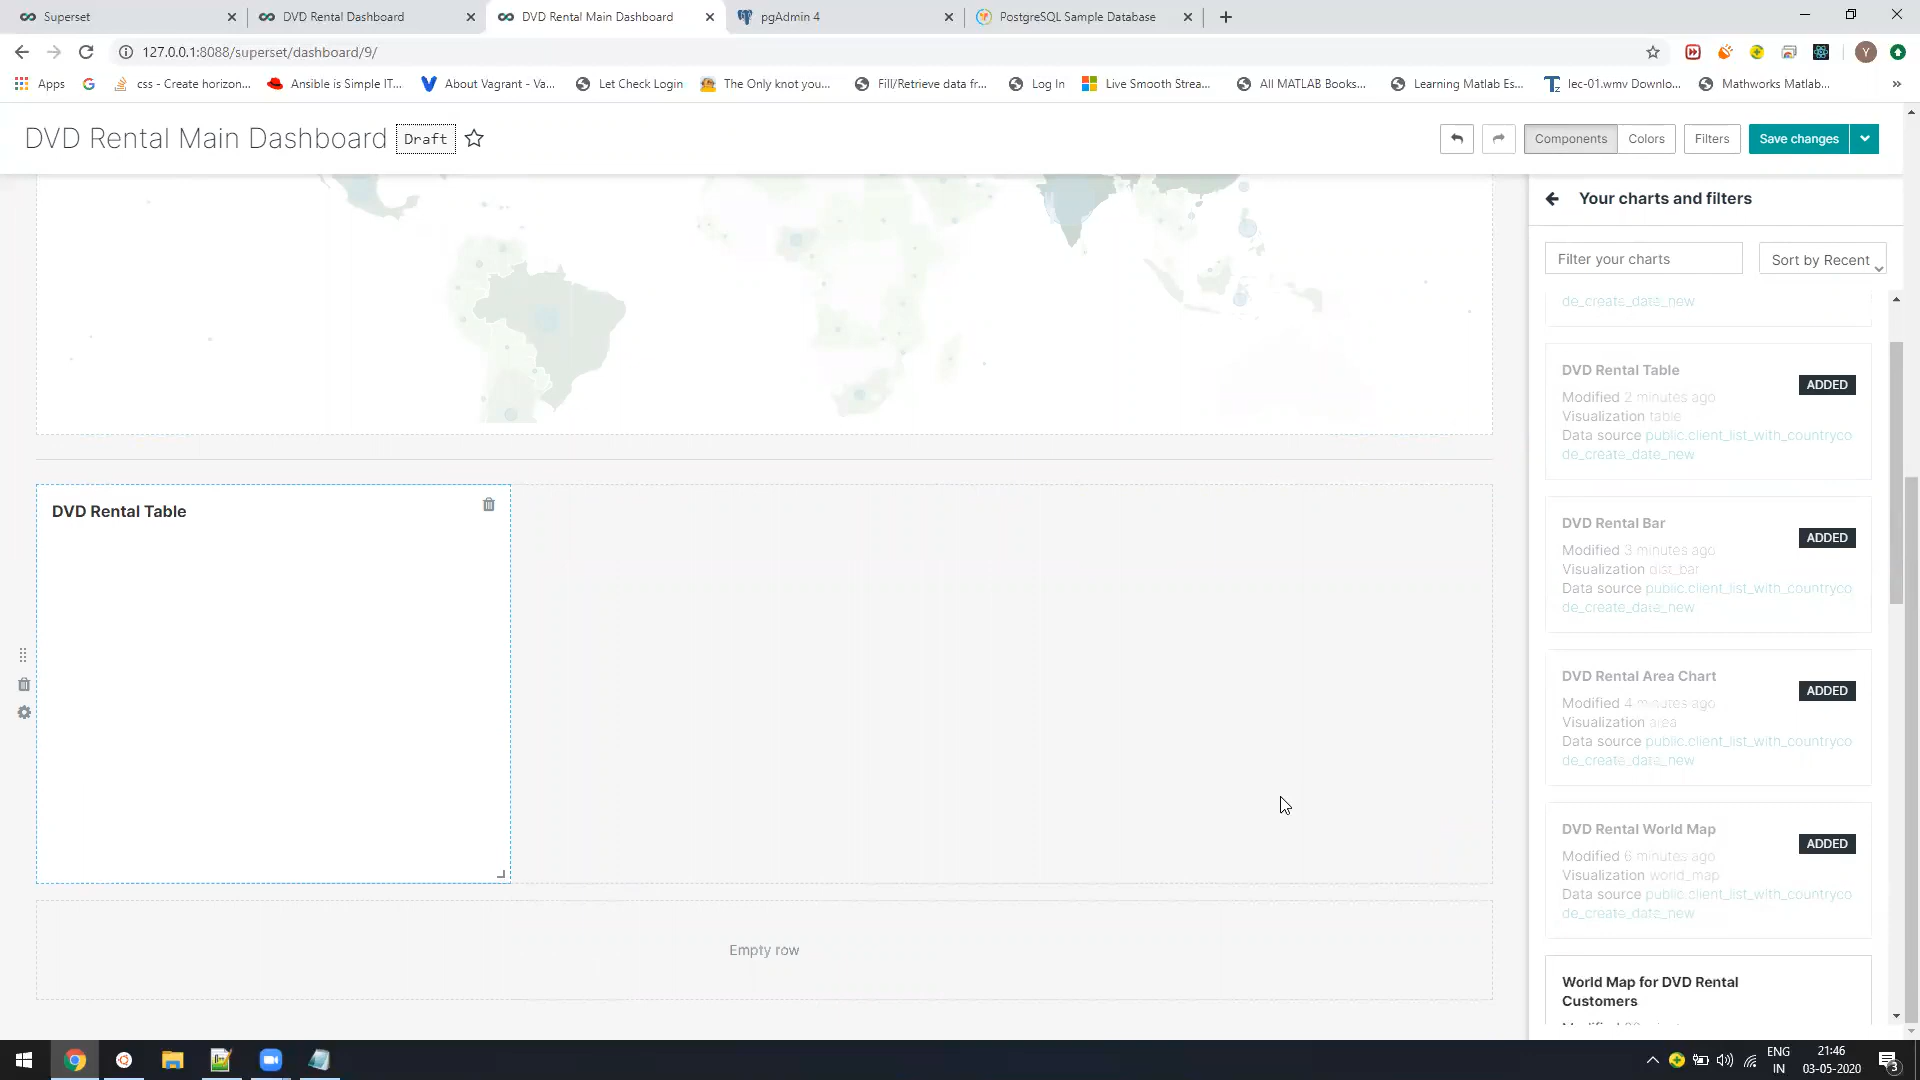 Superset
DVD Rental Dashboard
DVD Rental Main Dashboard
pgAdmin 4
PostgreSQL Sample Database
127.0.0.1:8088/superset/dashboard/9/
Y
Apps
G
css - Create horizon...
Ansible is Simple IT...
About Vagrant - Va...
Let Check Login
The Only knot you...
Fill/Retrieve data fr...
Log In
Live Smooth Strea...
All MATLAB Books...
Learning Matlab Es...
lec-01.wmv Downlo...
Mathworks Matlab...
»
DVD Rental Main Dashboard
Draft
Components
Colors
Filters
Save changes
Your charts and filters
Filter your charts
Sort by Recent
de_create_date_new
DVD Rental Table
ADDED
Modified 2 minutes ago
Visualization table
Data source public.client_list_with_countryco
de_create_date_new
DVD Rental Bar
ADDED
Modified 3 minutes ago
Visualization dist_bar
Data source public.client_list_with_countryco
de_create_date_new
DVD Rental Area Chart
ADDED
Modified 4 minutes ago
Visualization area
Data source public.client_list_with_countryco
de_create_date_new
DVD Rental World Map
ADDED
Modified 6 minutes ago
Visualization world_map
Data source public.client_list_with_countryco
de_create_date_new
World Map for DVD Rental
Customers
DVD Rental Table
Empty row
ENG
IN
21:46
03-05-2020
3